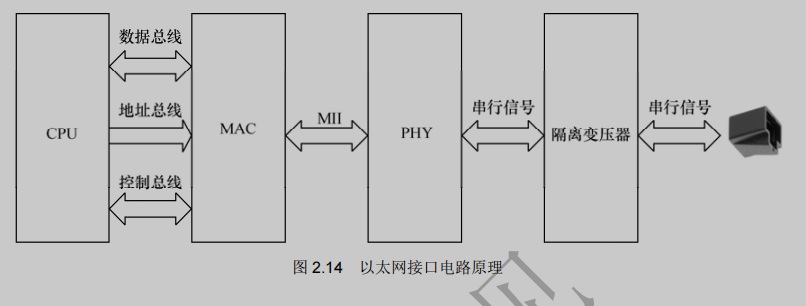 数据总线
地址总线
控制总线
CPU
MAC
MII
PHY
串行信号
隔离变压器
串行信号
图 2.14 以太网接口电路原理